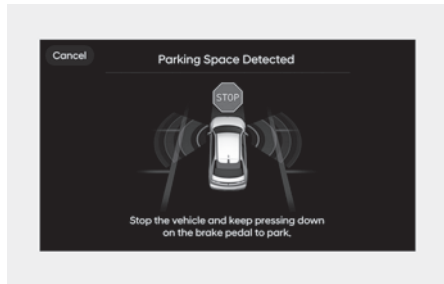 Cancel
Parking Space Detected
STOP
Stop the vehicle and keep pressing down
on the brake pedal to park.